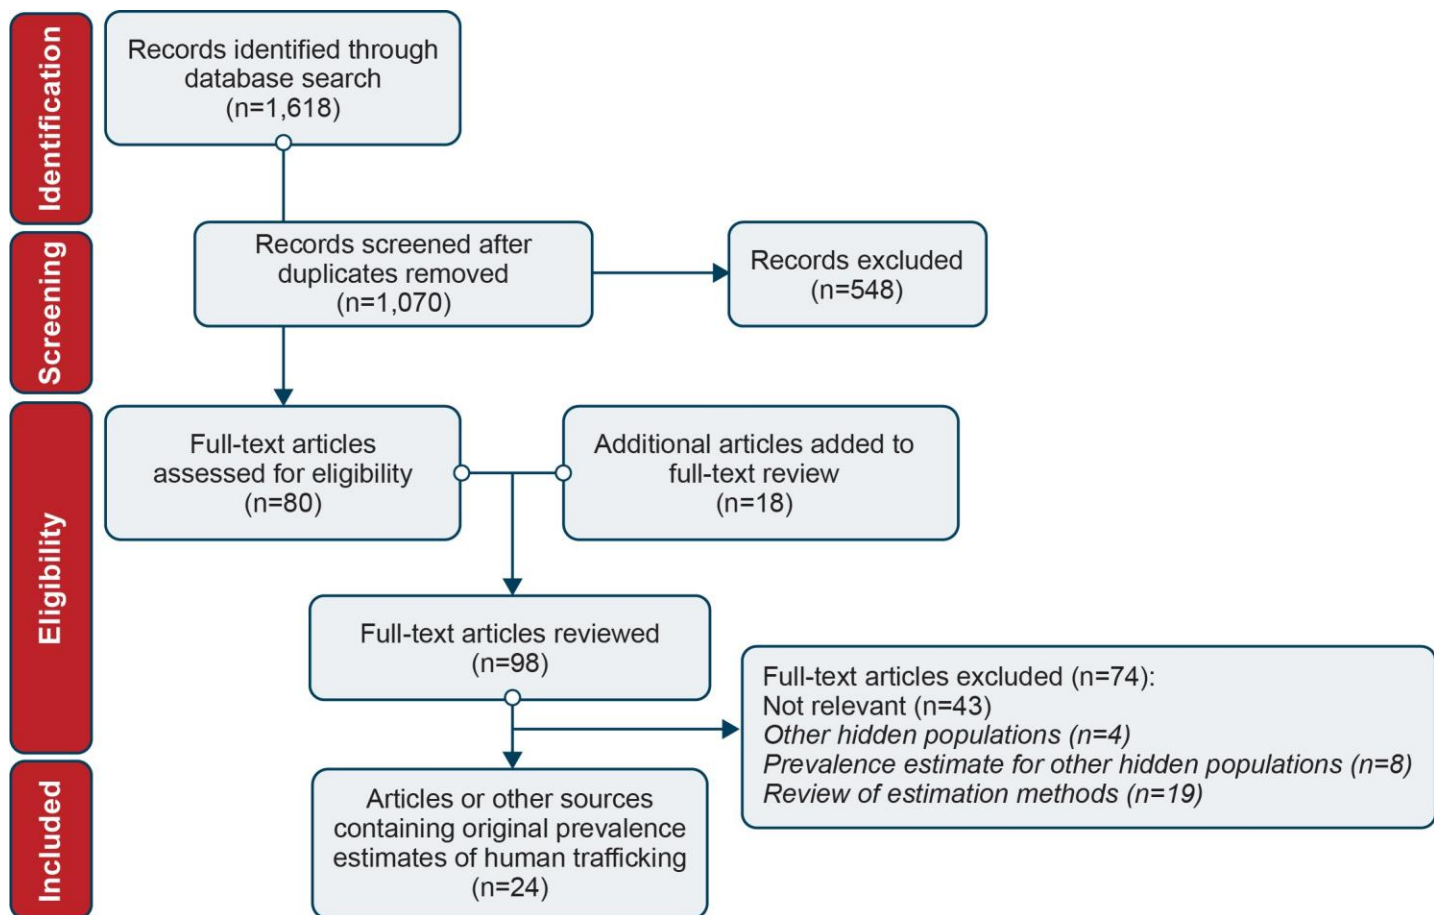 Identification
Records identified through
database search
(n=1,618)
Screening
Records screened after
duplicates removed
(n=1,070)
Records excluded
(n=548)
Eligibility
Full-text articles
assessed for eligibility
(n=80)
Additional articles added to
full-text review
(n=18)
Full-text articles reviewed
(n=98)
Full-text articles excluded (n=74):
Not relevant (n=43)
Other hidden populations (n=4)
Prevalence estimate for other hidden populations (n=8)
Review of estimation methods (n=19)
Included
Articles or other sources
containing original prevalence
estimates of human trafficking
(n=24)